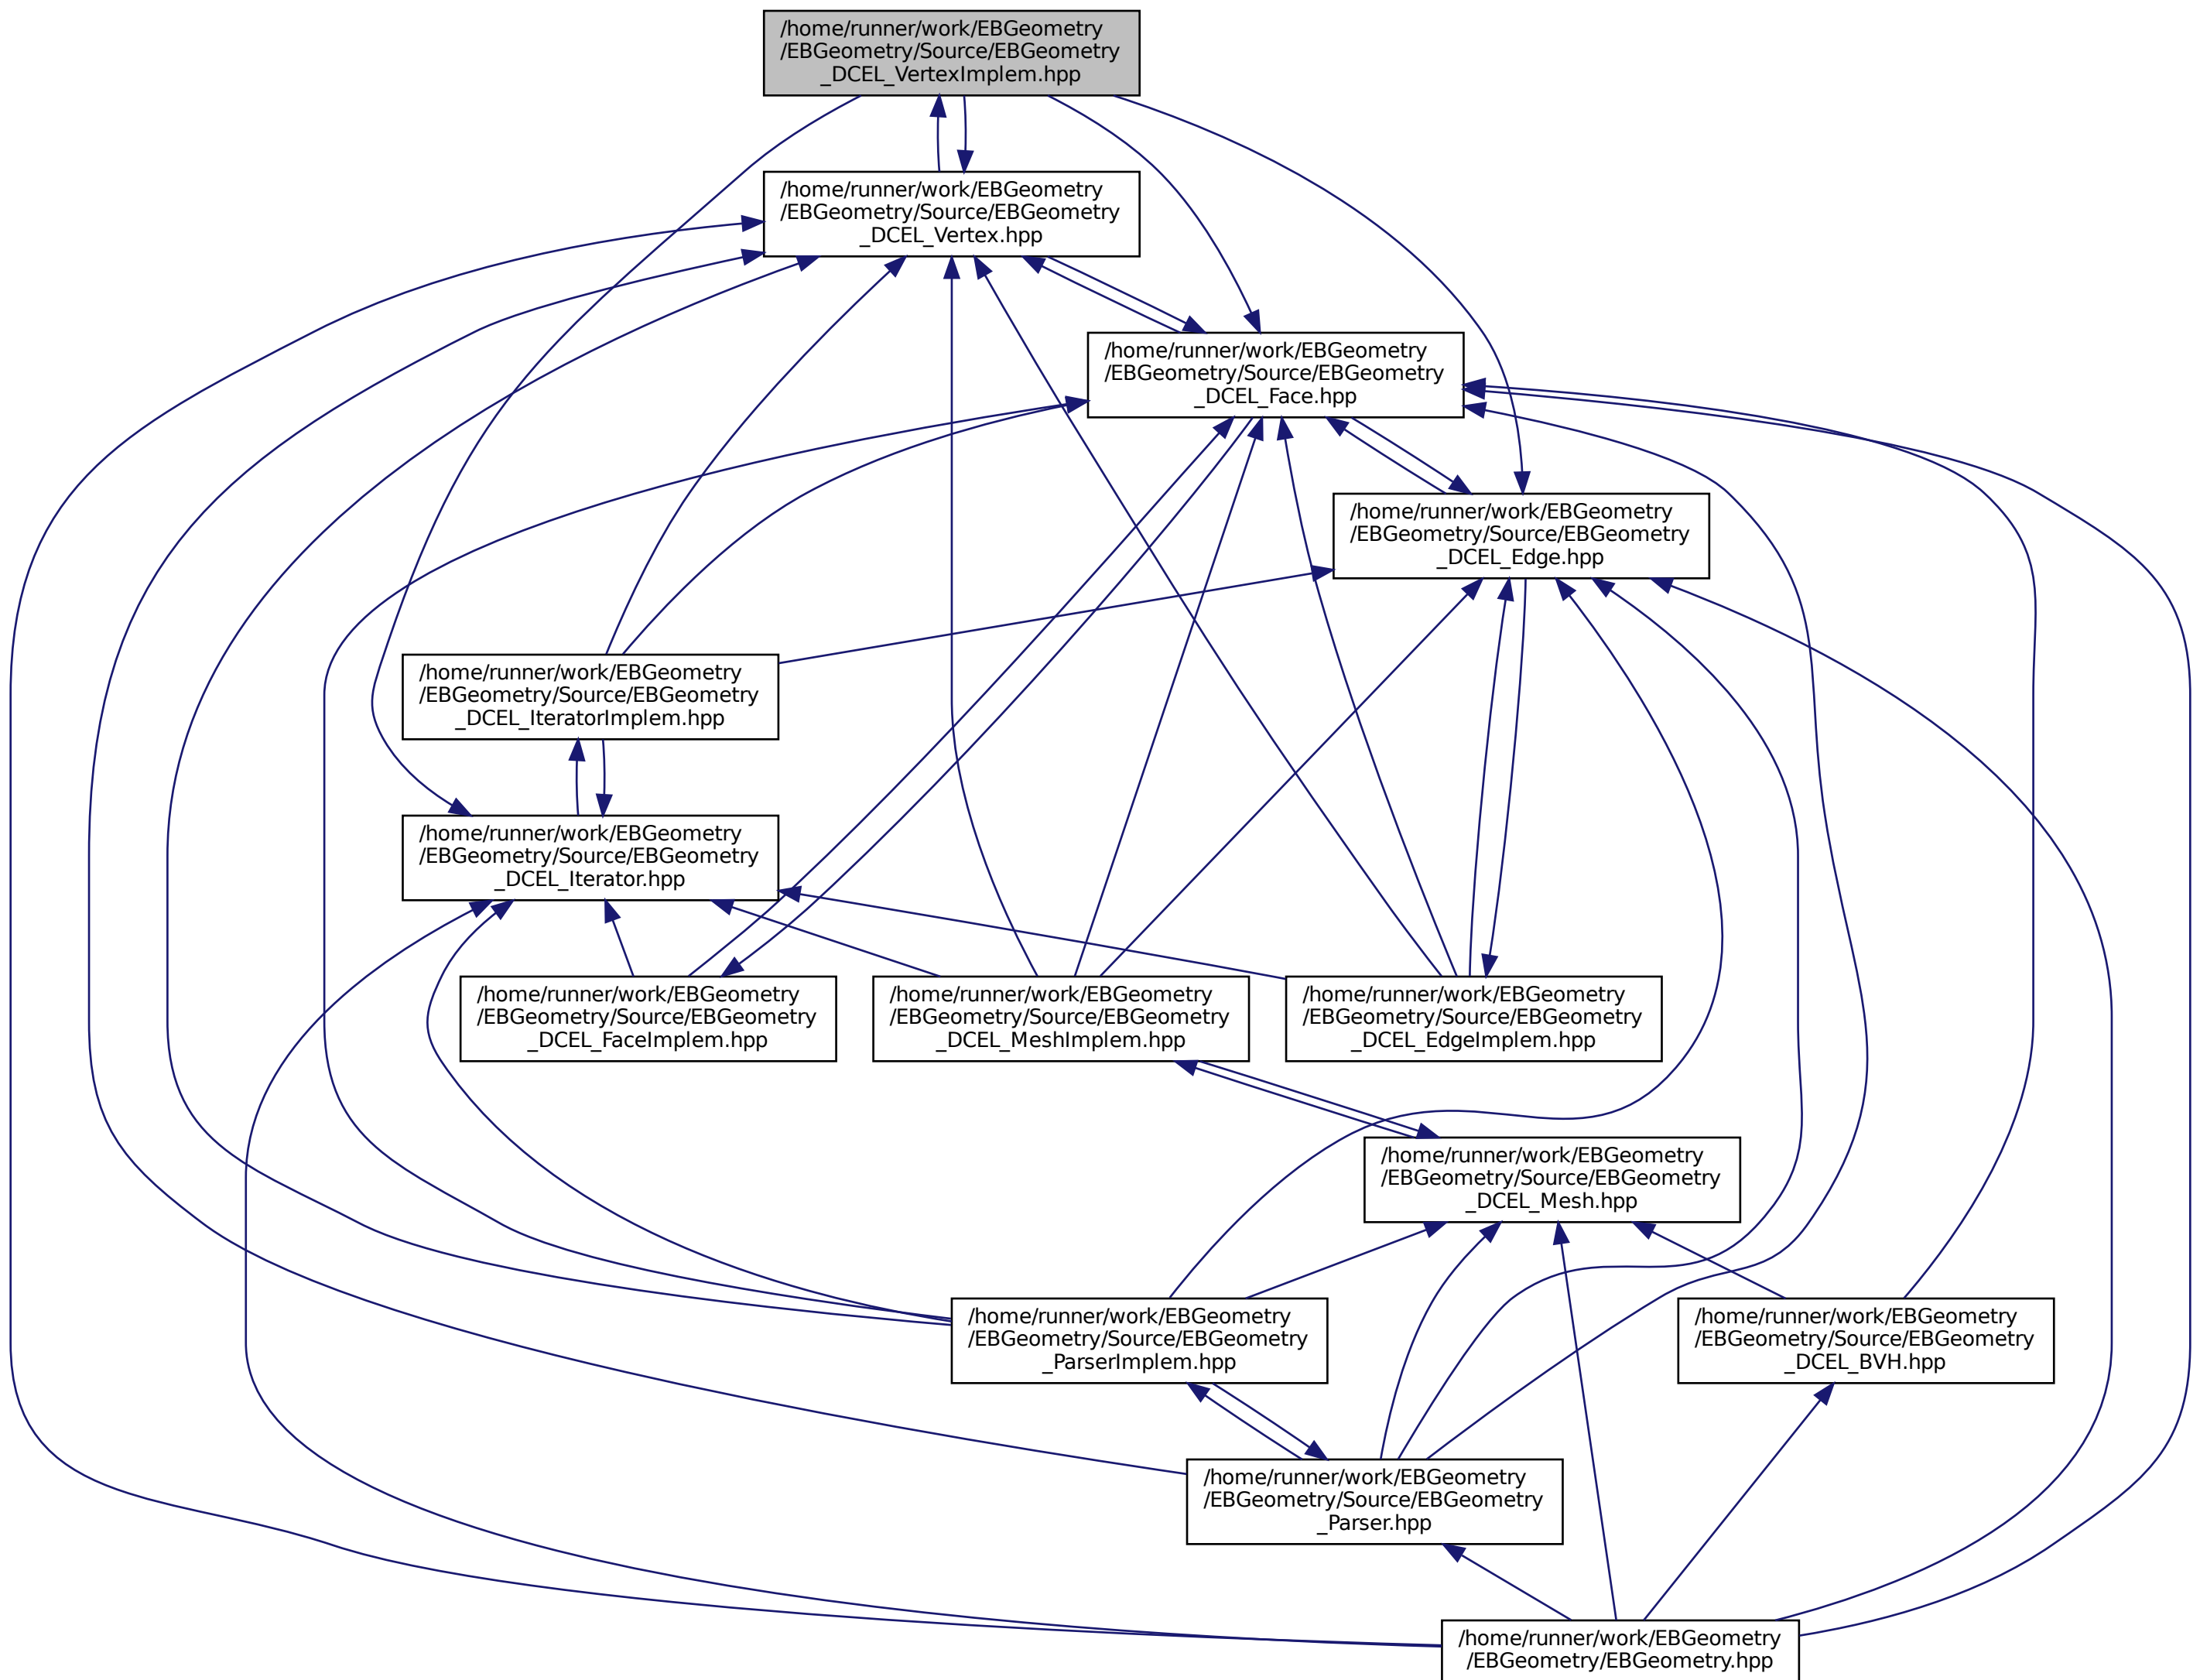 /home/runner/work/EBGeometry
/EBGeometry/Source/EBGeometry
_DCEL_VertexImplem.hpp
/home/runner/work/EBGeometry
/EBGeometry/Source/EBGeometry
_DCEL_Vertex.hpp
/home/runner/work/EBGeometry
/EBGeometry/Source/EBGeometry
_DCEL_Face.hpp
/home/runner/work/EBGeometry
/EBGeometry/Source/EBGeometry
_DCEL_Edge.hpp
/home/runner/work/EBGeometry
/EBGeometry/Source/EBGeometry
_DCEL_IteratorImplem.hpp
/home/runner/work/EBGeometry
/EBGeometry/Source/EBGeometry
_DCEL_Iterator.hpp
/home/runner/work/EBGeometry
/EBGeometry/Source/EBGeometry
_DCEL_FaceImplem.hpp
/home/runner/work/EBGeometry
/EBGeometry/Source/EBGeometry
_DCEL_MeshImplem.hpp
/home/runner/work/EBGeometry
/EBGeometry/Source/EBGeometry
_DCEL_EdgeImplem.hpp
/home/runner/work/EBGeometry
/EBGeometry/Source/EBGeometry
_DCEL_Mesh.hpp
/home/runner/work/EBGeometry
/EBGeometry/Source/EBGeometry
_ParserImplem.hpp
/home/runner/work/EBGeometry
/EBGeometry/Source/EBGeometry
_DCEL_BVH.hpp
/home/runner/work/EBGeometry
/EBGeometry/Source/EBGeometry
_Parser.hpp
/home/runner/work/EBGeometry
/EBGeometry/EBGeometry.hpp